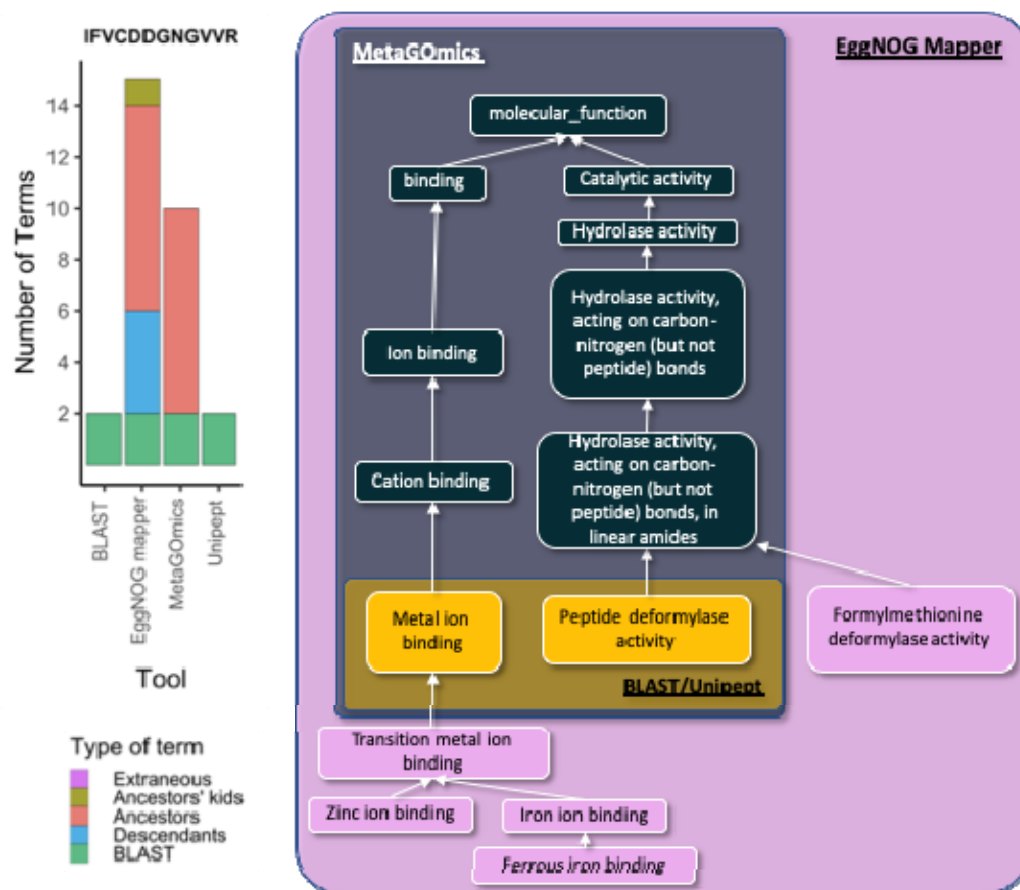 IFVCDIDGNGVVR
Number of Terms
14
12
10
8
6
4
2
BLAST
EggNOG mapper
MetaGOmics
Unipept
Tool
Type of term
Extraneous
Ancestors' kids
Ancestors
Descendants
BLAST
MetaGOmics
EggNOG Mapper
molecular_function
binding
Catalytic activity
Hydrolase activity
Hydrolase activity,
acting on carbon-
nitrogen (but not
peptide) bonds
Ion binding
Hydrolase activity,
acting on carbon-
nitrogen (but not
peptide) bonds, in
linear amides
Cation binding
Metal ion
binding
Peptide deformylase
activity
Formylmethionine
deformylase activity
BLAST/Unipept
Transition metal ion
binding
Zinc ion binding
Iron ion binding
Ferrous iron binding